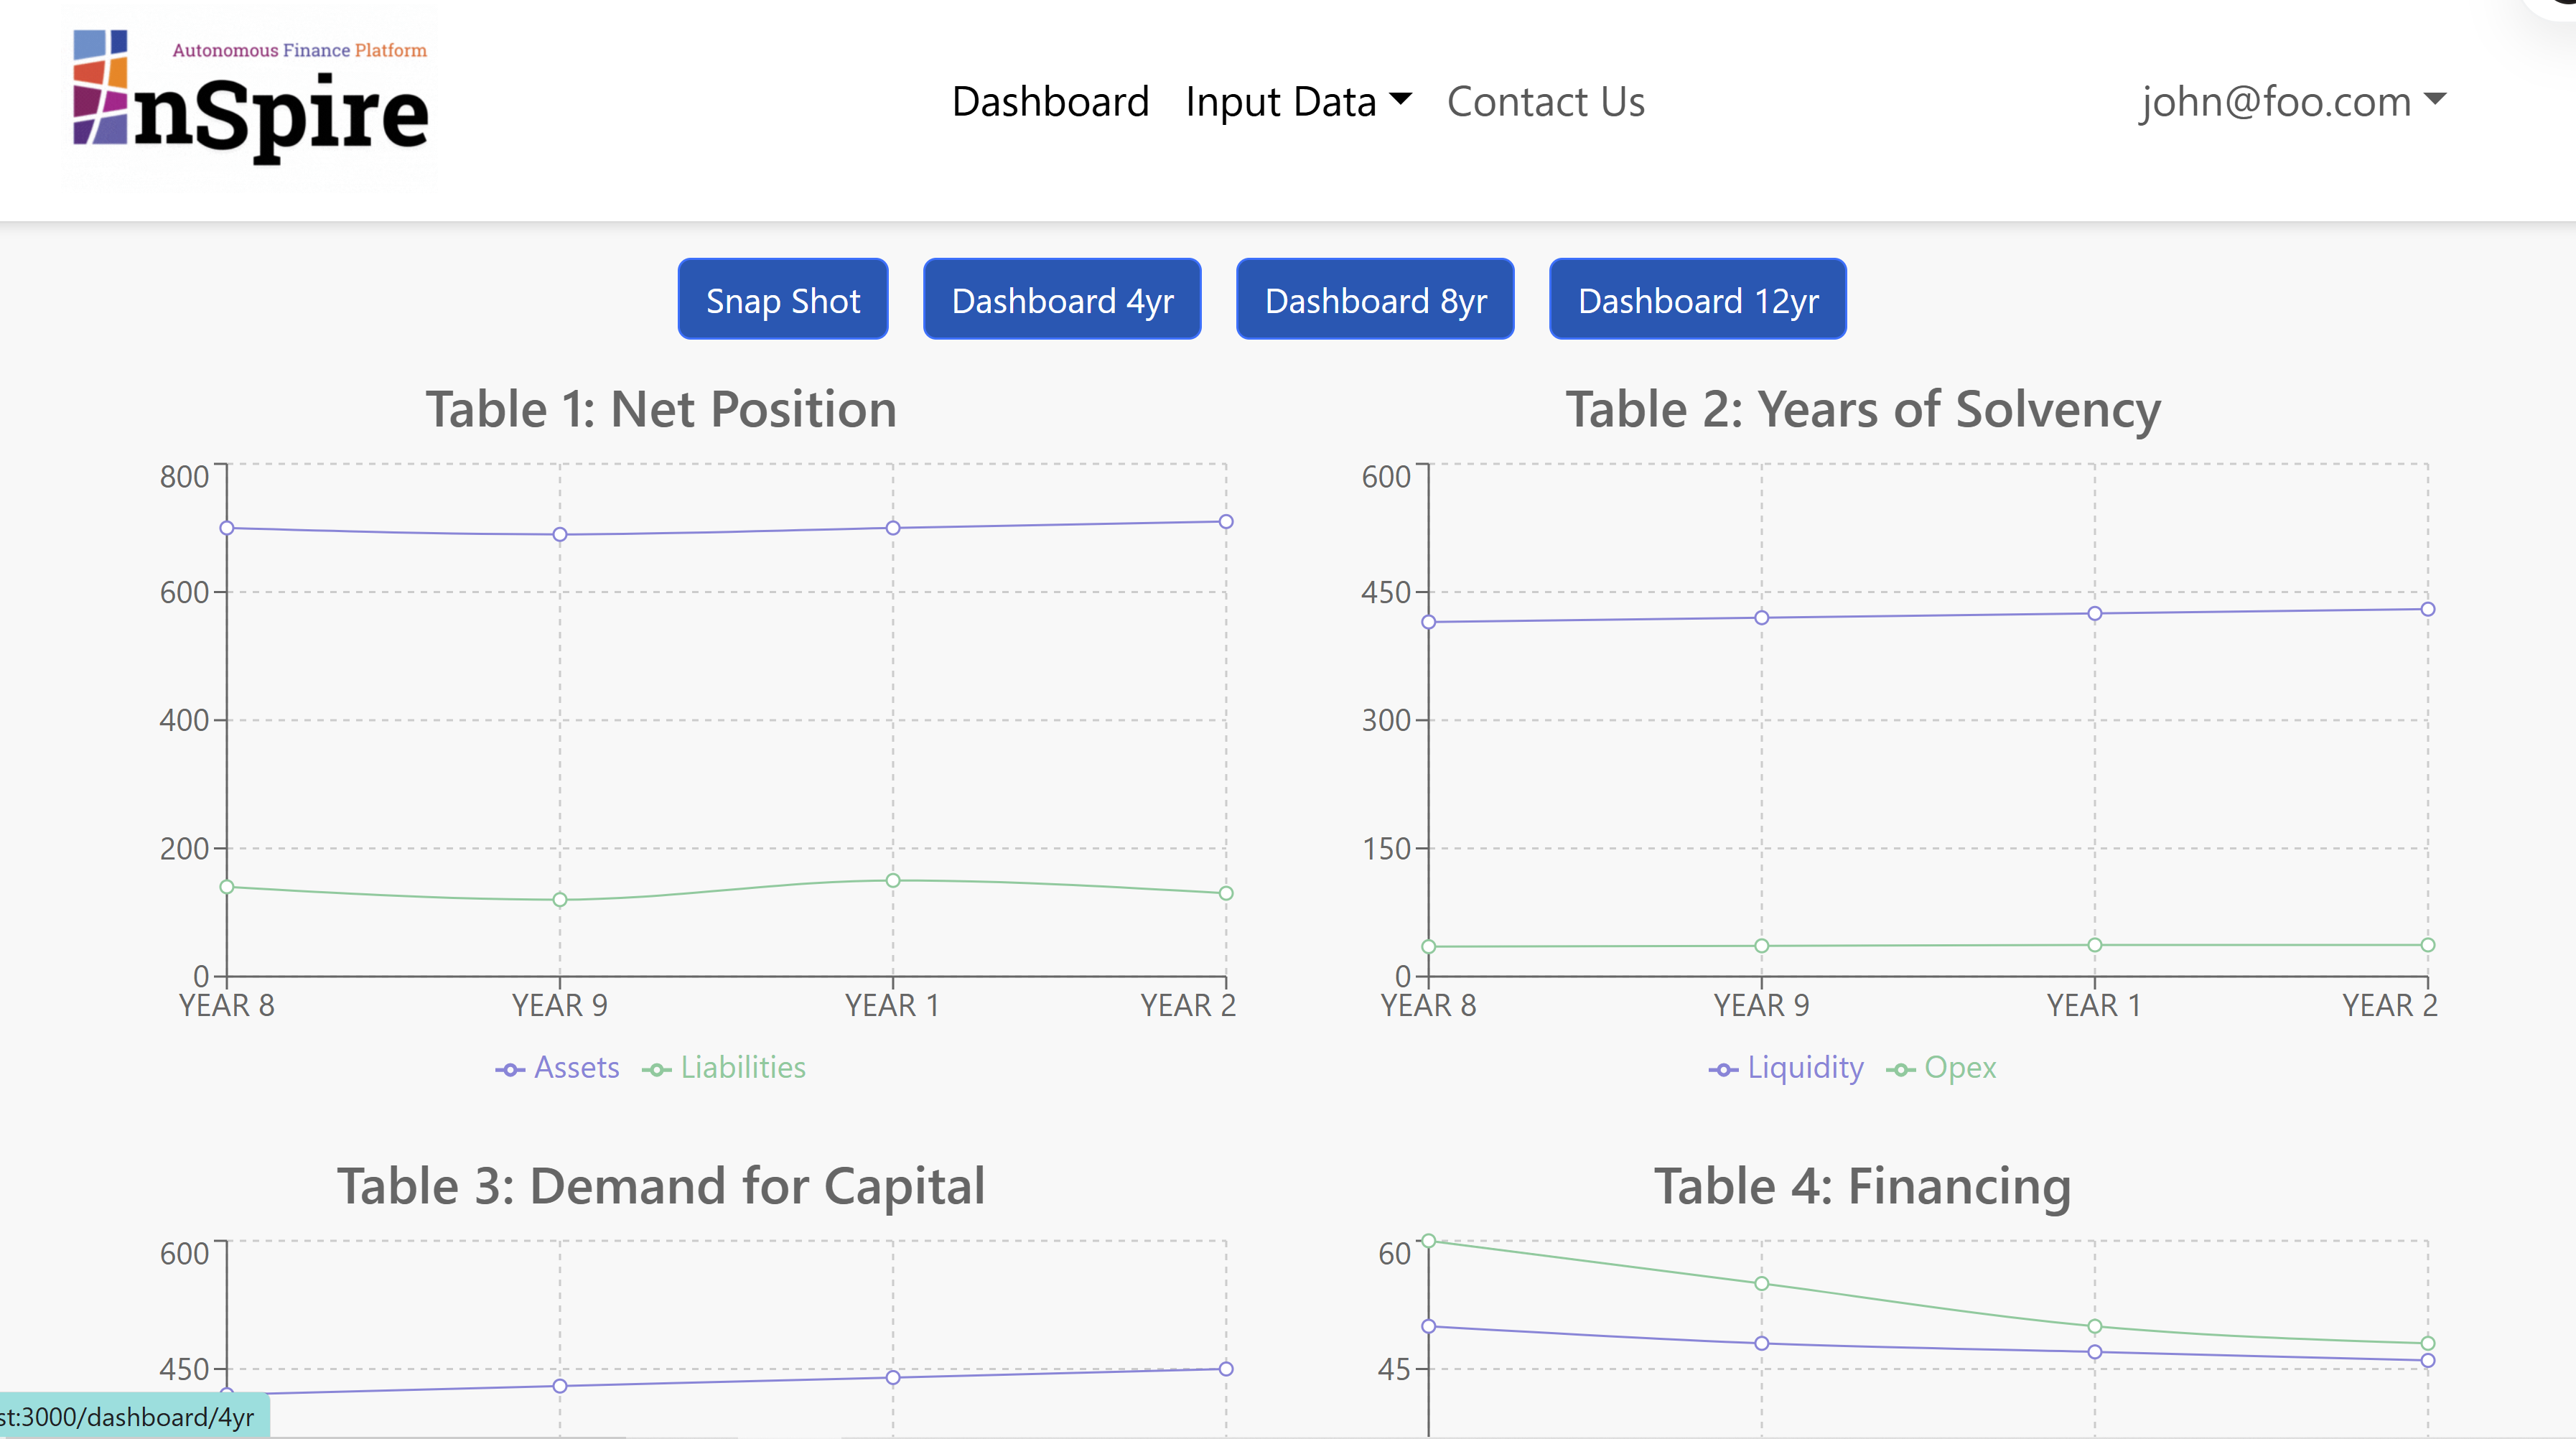 Autonomous Finance Platform
nSpire
Dashboard Input Data Contact Us
john@foo.com
Snap Shot Dashboard 4yr Dashboard 8yr Dashboard 12yr
Table 1: Net Position
800
600
400
200
0
YEAR 8 YEAR 9 YEAR 1 YEAR 2
Assets Liabilities
Table 2: Years of Solvency
600
450
300
150
0
YEAR 8 YEAR 9 YEAR 1 YEAR 2
Liquidity Opex
Table 3: Demand for Capital
600
450
Table 4: Financing
60
45
st:3000/dashboard/4yr